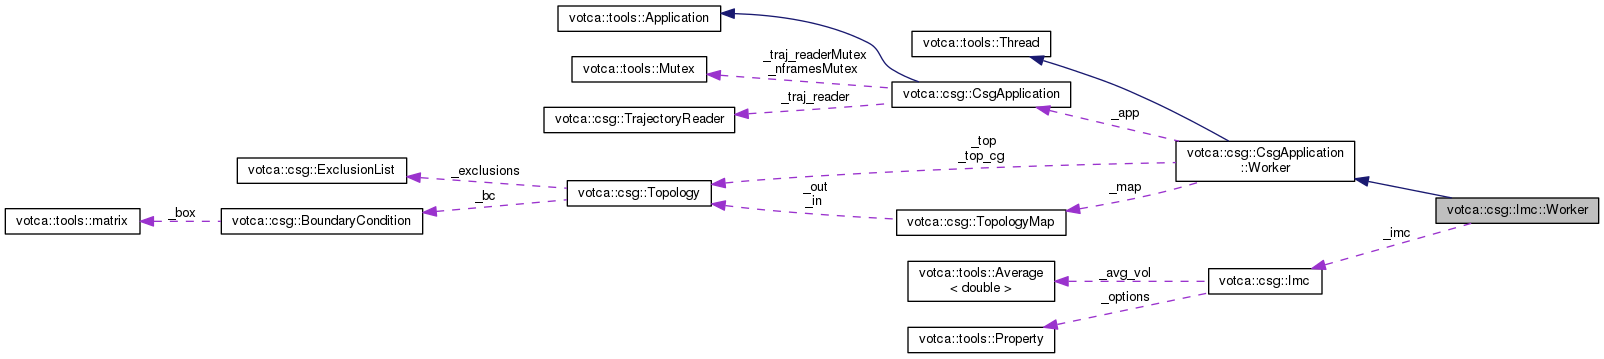 votca::tools::Application
votca::tools::Thread
_traj_readerMutex
_nframesMutex
votca::tools::Mutex
votca::csg::CsgApplication
_traj_reader
votca::csg::TrajectoryReader
_app
_top
_top_cg
votca::csg::CsgApplication
::Worker
votca::csg::ExclusionList
_exclusions
votca::csg::Topology
_out
_in
_map
_bc
_box
votca::tools::matrix
votca::csg::BoundaryCondition
votca::csg::TopologyMap
votca::csg::Imc::Worker
_imc
votca::tools::Average
< double >
_avg_vol
votca::csg::Imc
_options
votca::tools::Property